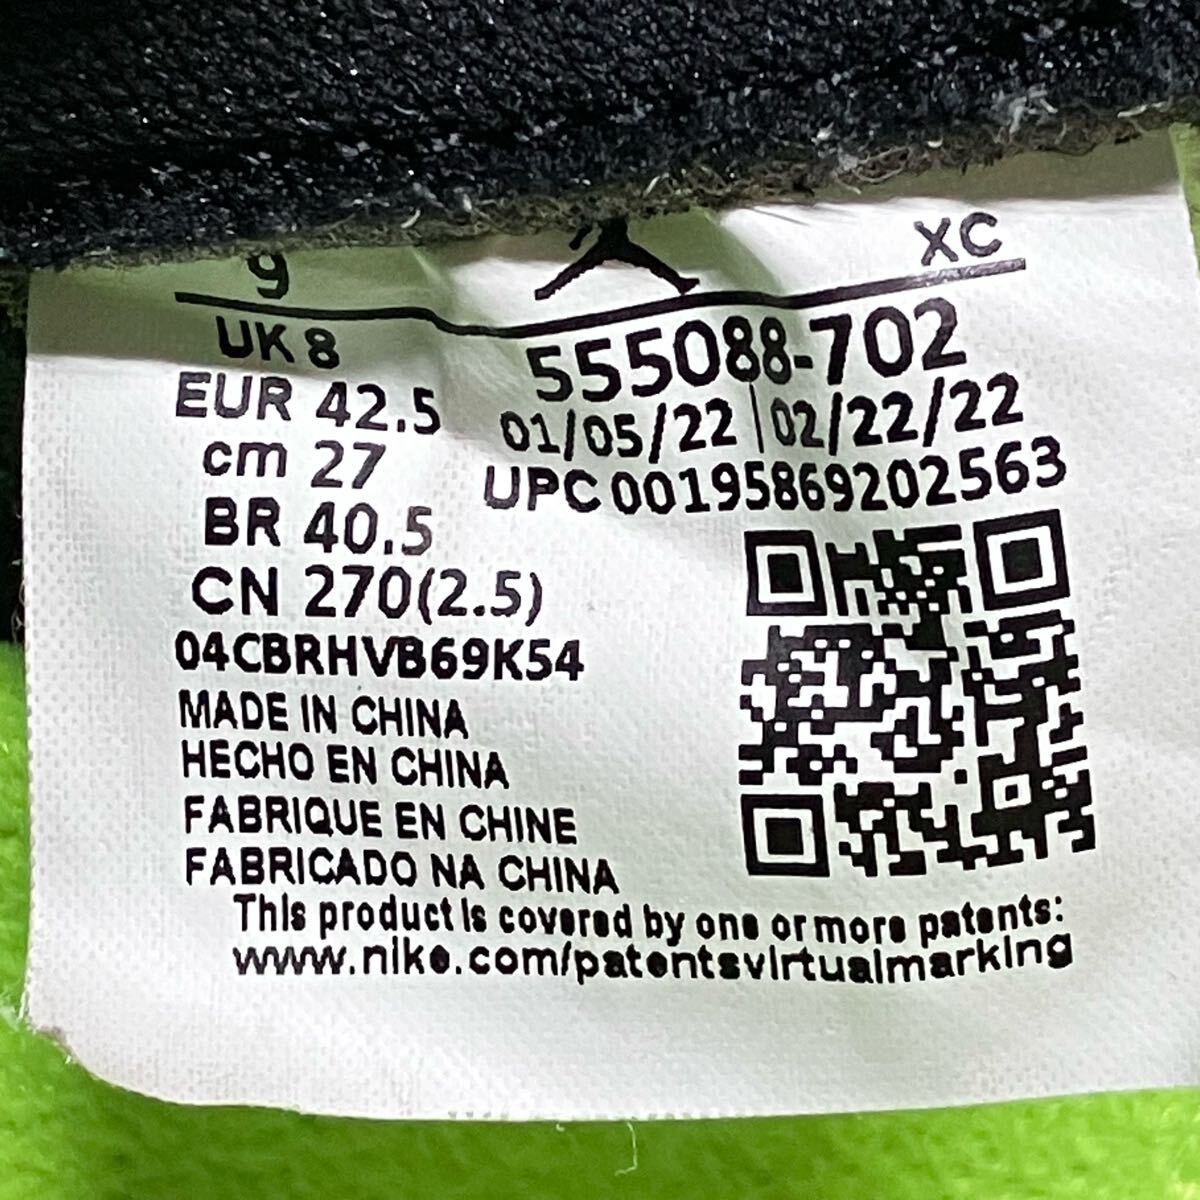 9
XC
UK 8
EUR 42.5
cm 27
BR 40.5
CN 270(2.5)
04CBRHVB69K54
555088-702
01/05/22 | 02/22/22
UPC 00195869202563
MADE IN CHINA
HECHO EN CHINA
FABRIQUE EN CHINE
FABRICADO NA CHINA
This product is covered by one or more patents:
www.nike.com/patentsvirtualmarking